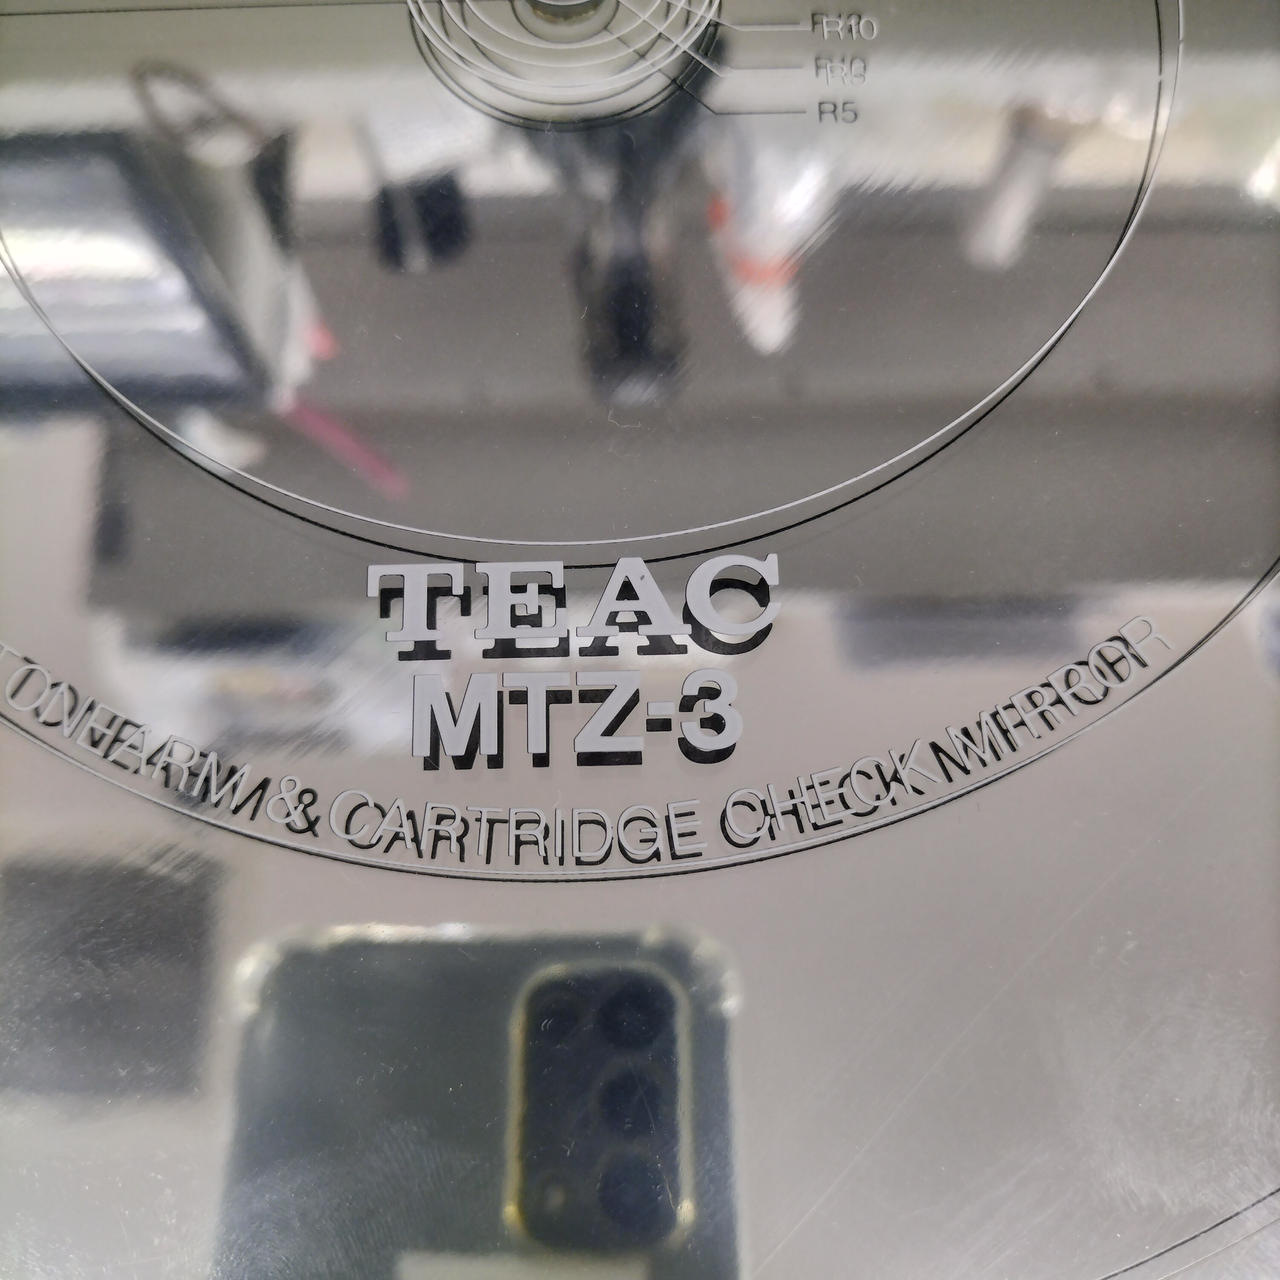 R10
R5
TEAC
MTZ-3
TONEARM & CARTRIDGE CHECK MIRROR